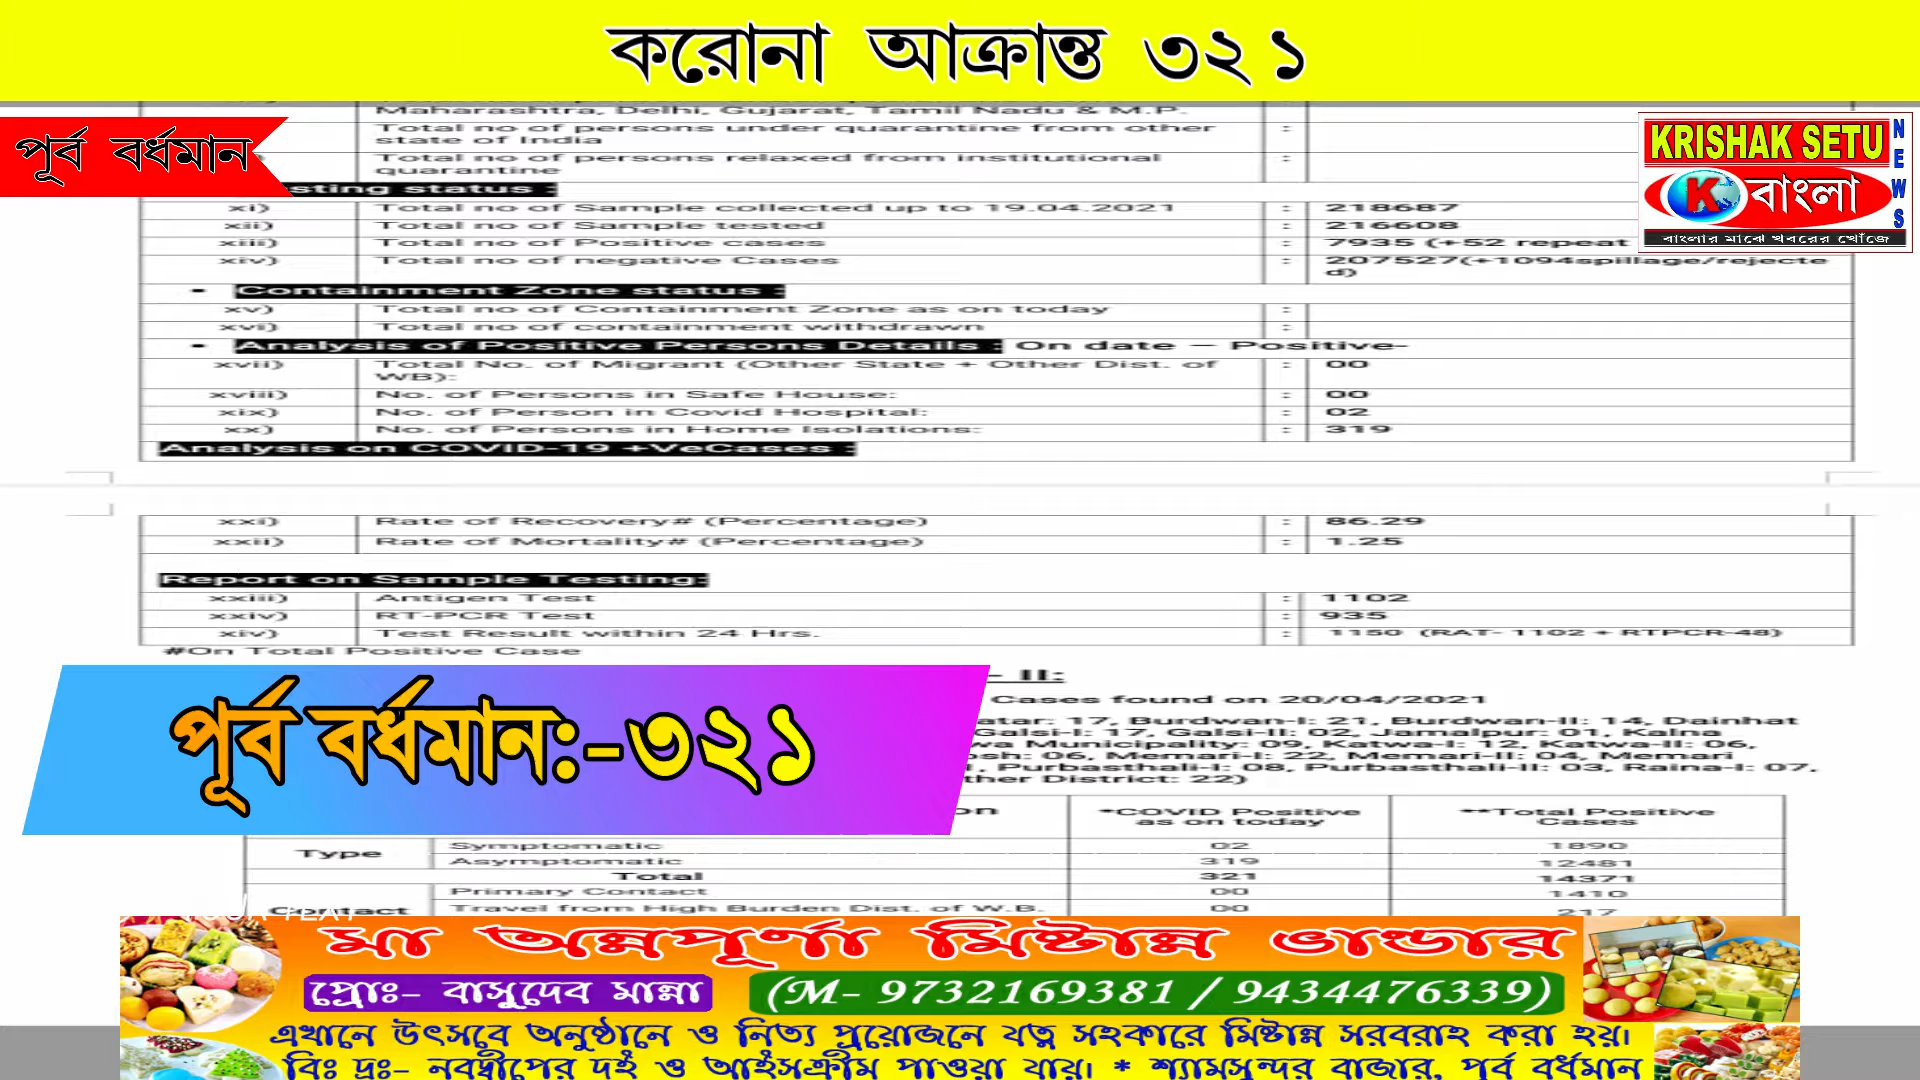 করোনা আক্রান্ত ৩২১
Maharashtra, Delhi, Gujarat, Tamil Nadu & M.P.
Total no of persons under quarantine from other state of India :
Total no of persons relaxed from institutional quarantine :
পূর্ব বর্ধমান
KRISHAK SETU
NEWS
K বাংলা
বাংলার মাঝে খবরের খোঁজে
sting status :
xi) Total no of Sample collected up to 19.04.2021 : 218687
xii) Total no of Sample tested : 216608
xiii) Total no of Positive cases : 7935 (+52 repeat
xiv) Total no of negative Cases : 207527(+1094spillage/rejected)
• Containment Zone status :
xv) Total no of Containment Zone as on today :
xvi) Total no of containment withdrawn :
• Analysis of Positive Persons Details : On date – Positive-
xvii) Total No. of Migrant (Other State + Other Dist. of WB): : 00
xviii) No. of Persons in Safe House: : 00
xix) No. of Person in Covid Hospital: : 02
xx) No. of Persons in Home Isolations: : 319
Analysis on COVID-19 +VeCases :
xxi) Rate of Recovery# (Percentage) : 86.29
xxii) Rate of Mortality# (Percentage) : 1.25
Report on Sample Testing:
xxiii) Antigen Test : 1102
xxiv) RT-PCR Test : 935
xiv) Test Result within 24 Hrs. : 1150 (RAT- 1102 + RTPCR-48)
#On Total Positive Case
- II:
Cases found on 20/04/2021
atar: 17, Burdwan-I: 21, Burdwan-II: 14, Dainhat
Galsi-I: 17, Galsi-II: 02, Jamalpur: 01, Kalna
wa Municipality: 09, Katwa-I: 12, Katwa-II: 06,
osh: 06, Memari-I: 22, Memari-II: 04, Memari
, Purbasthali-I: 08, Purbasthali-II: 03, Raina-I: 07,
ther District: 22)
পূর্ব বর্ধমান:-৩২১
on *COVID Positive as on today **Total Positive Cases
Type Symptomatic 02 1890
Asymptomatic 319 12481
Total 321 14371
Contact Primary Contact 00 1410
Travel from High Burden Dist. of W.B. 00 217
মা অন্নপূর্ণা মিষ্টান্ন ভাণ্ডার
প্রোঃ- বাসুদেব মান্না
(M- 9732169381 / 9434476339)
এখানে উৎসবে অনুষ্ঠানে ও নিত্য প্রয়োজনে যত্ন সহকারে মিষ্টান্ন সরবরাহ করা হয়।
বিঃ দ্রঃ- নবদ্বীপের দই ও আইসক্রীম পাওয়া যায়। * শ্যামসুন্দর বাজার, পূর্ব বর্ধমান